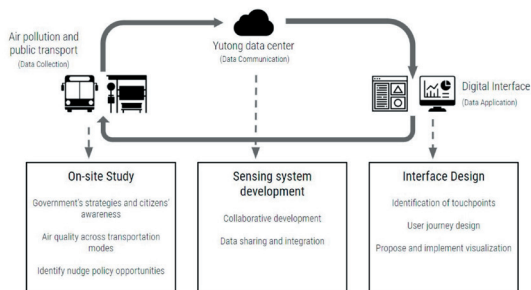 Air pollution and
public transport
(Data Collection)
Yutong data center
(Data Communication)
Digital Interface
(Data Application)
On-site Study
Government's strategies and citizens'
awareness
Air quality across transportation
modes
Identify nudge policy opportunities
Sensing system
development
Collaborative development
Data sharing and integration
Interface Design
Identification of touchpoints
User journey design
Propose and implement visualization